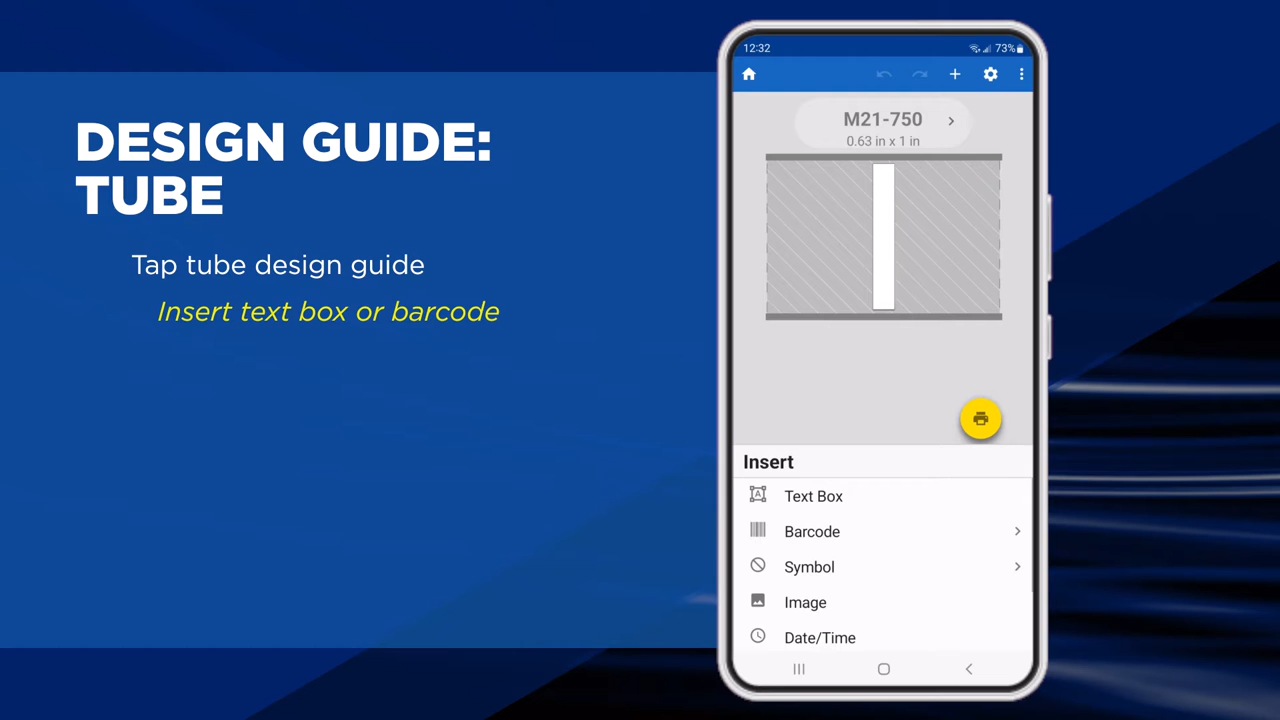 DESIGN GUIDE:
TUBE
Tap tube design guide
Insert text box or barcode
12:32
73%
M21-750
0.63 in x 1 in
Insert
Text Box
Barcode
Symbol
Image
Date/Time